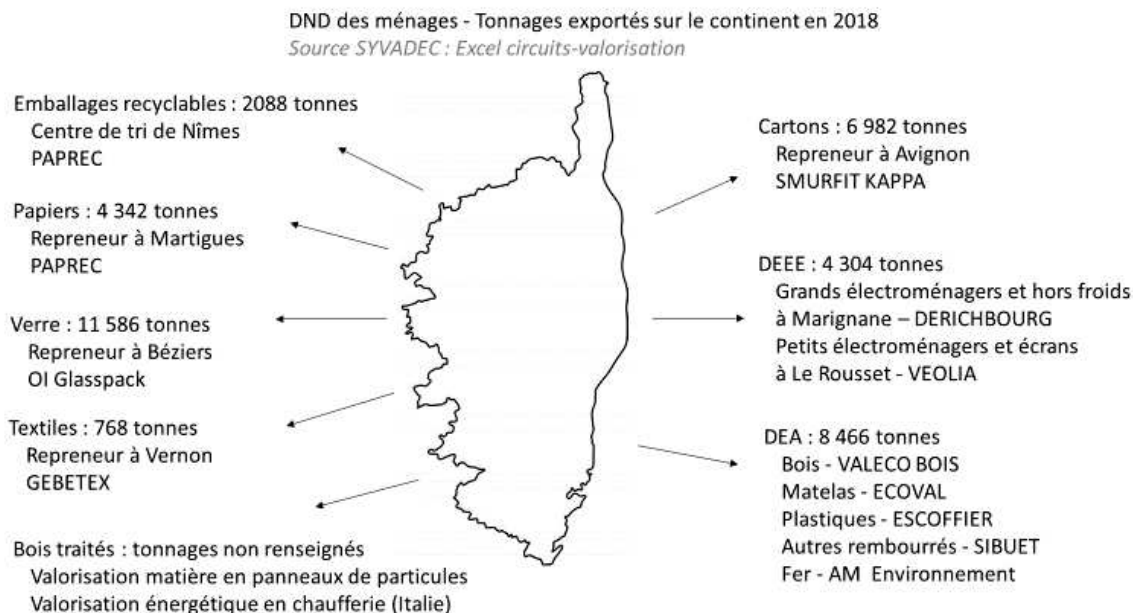 DND des ménages - Tonnages exportés sur le continent en 2018
Source SYVADEC : Excel circuits-valorisation
Emballages recyclables : 2088 tonnes
Centre de tri de Nîmes
PAPREC
Papiers : 4 342 tonnes
Repreneur à Martigues
PAPREC
Verre : 11 586 tonnes
Repreneur à Béziers
OI Glasspack
Textiles : 768 tonnes
Repreneur à Vernon
GEBETEX
Bois traités : tonnages non renseignés
Valorisation matière en panneaux de particules
Valorisation énergétique en chaufferie (Italie)
Cartons : 6 982 tonnes
Repreneur à Avignon
SMURFIT KAPPA
DEEE : 4 304 tonnes
Grands électroménagers et hors froids
à Marignane – DERICHBOURG
Petits électroménagers et écrans
à Le Rousset - VEOLIA
DEA : 8 466 tonnes
Bois - VALECO BOIS
Matelas - ECOVAL
Plastiques - ESCOFFIER
Autres rembourrés - SIBUET
Fer - AM Environnement